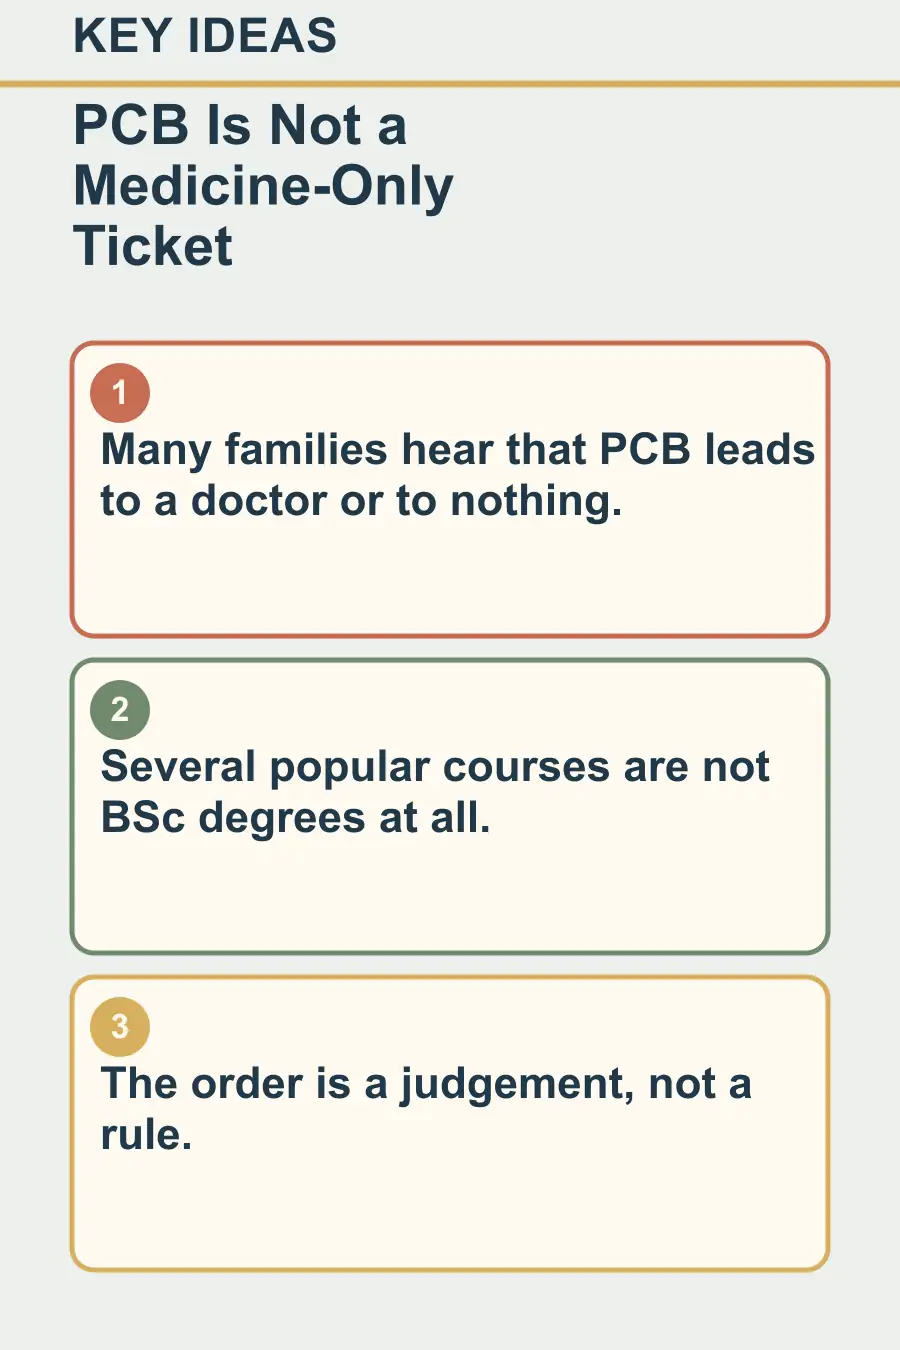 KEY IDEAS
PCB Is Not a
Medicine-Only
Ticket
1
Many families hear that PCB leads
to a doctor or to nothing.
2
Several popular courses are not
BSc degrees at all.
3
The order is a judgement, not a
rule.